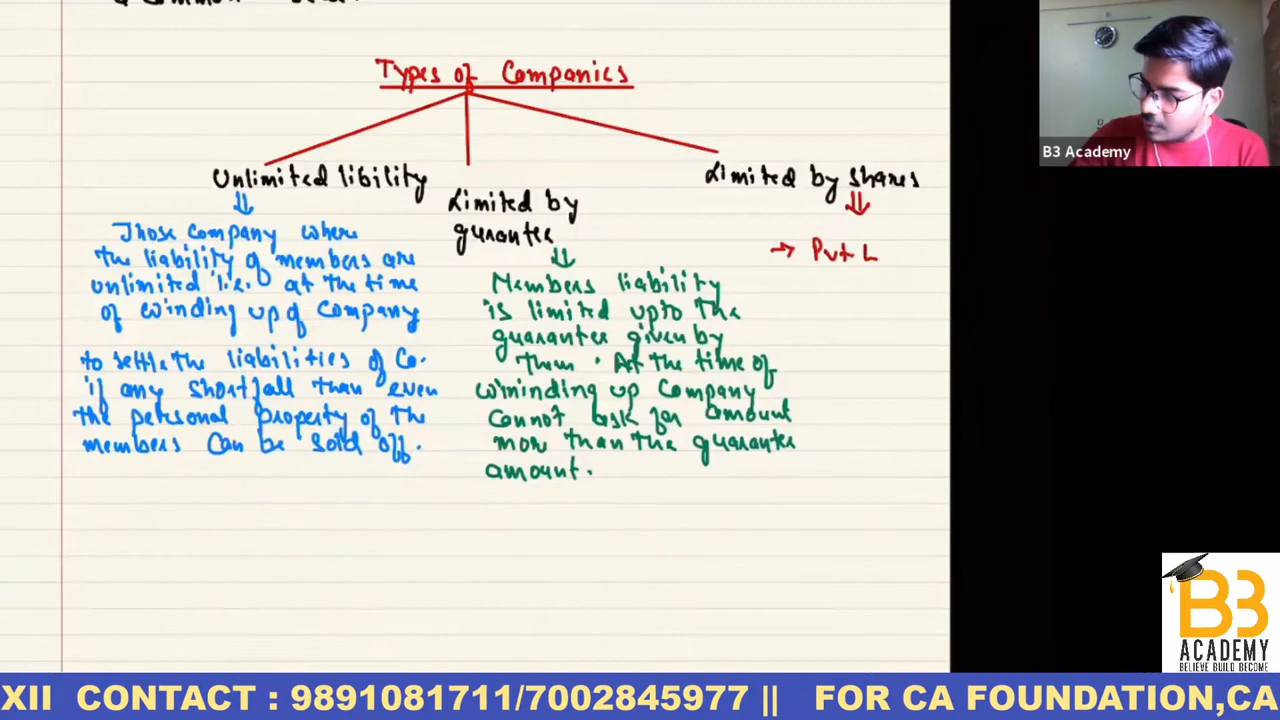 Types of Companies
Unlimited libility
Limited by
gurantee
Limited by shares
Those company where
the liability of members are
unlimited i.e. at the time
of winding up of company
to settle the liabilities of Co.
if any shortfall than even
the personal property of the
members can be sold off.
Members liability
is limited upto the
guarantee given by
them. At the time of
wininding up company
cannot ask for amount
more than the guarantee
amount.
→ Pvt L
B3 Academy
B3
ACADEMY
BELIEVE BUILD BECOME
XII CONTACT : 9891081711/7002845977 || FOR CA FOUNDATION,CA